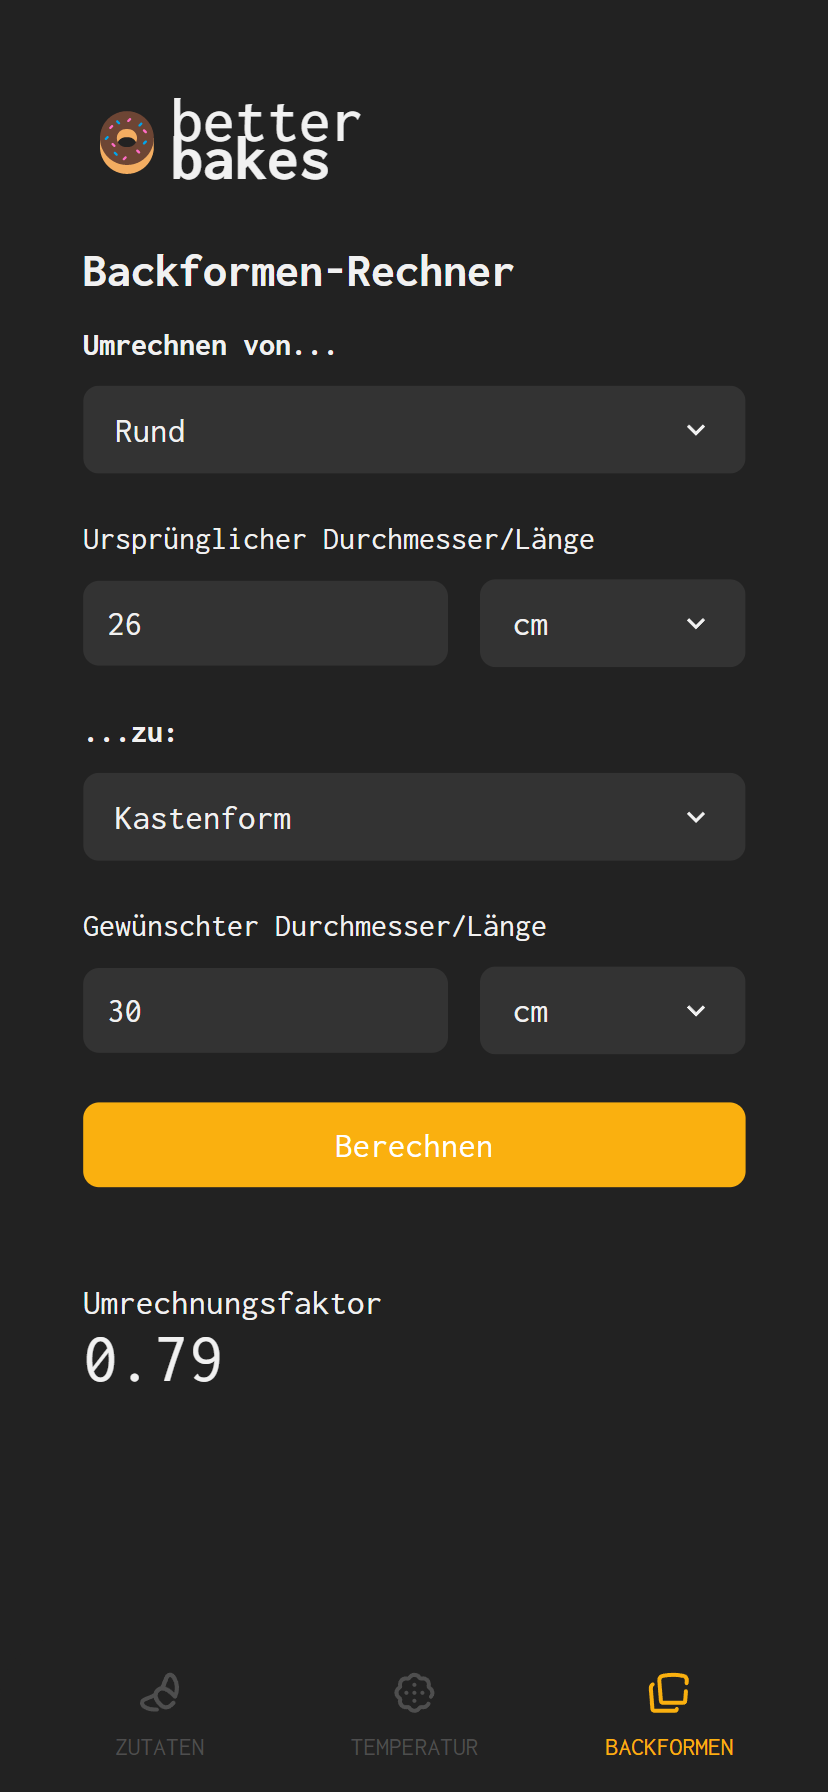 better
bakes
Backformen-Rechner
Umrechnen von...
Rund
Ursprünglicher Durchmesser/Länge
26 cm
...zu:
Kastenform
Gewünschter Durchmesser/Länge
30 cm
Berechnen
Umrechnungsfaktor
0.79
ZUTATEN TEMPERATUR BACKFORMEN